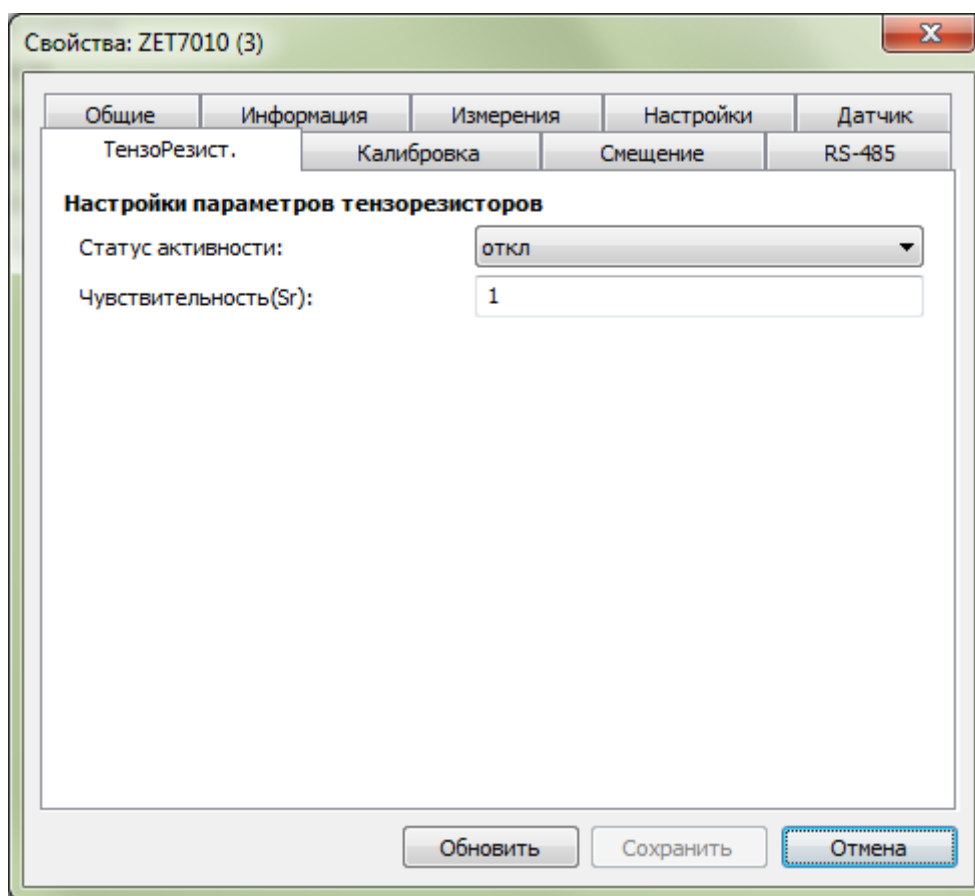 Свойства: ZET7010 (3)
Общие Информация Измерения Настройки Датчик
ТензоРезист. Калибровка Смещение RS-485
Настройки параметров тензорезисторов
Статус активности: откл
Чувствительность(Sr): 1
Обновить Сохранить Отмена